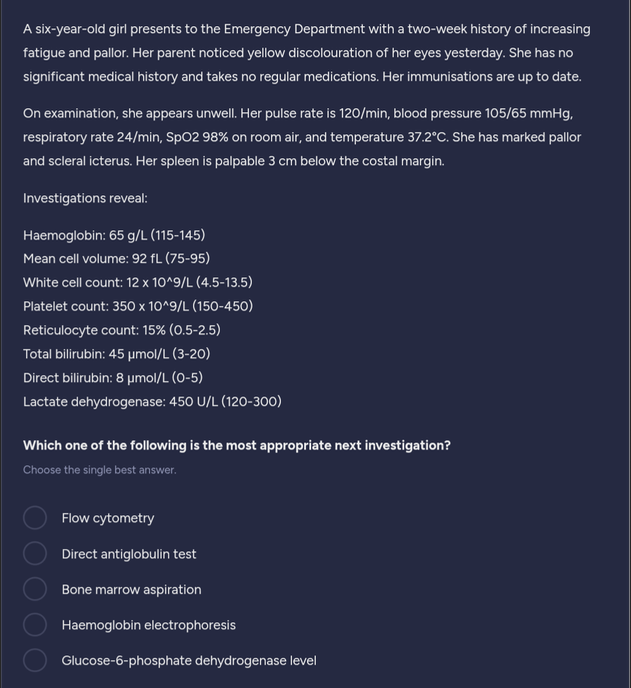 A six-year-old girl presents to the Emergency Department with a two-week history of increasing
fatigue and pallor. Her parent noticed yellow discolouration of her eyes yesterday. She has no
significant medical history and takes no regular medications. Her immunisations are up to date.
On examination, she appears unwell. Her pulse rate is 120/min, blood pressure 105/65 mmHg,
respiratory rate 24/min, SpO2 98% on room air, and temperature 37.2°C. She has marked pallor
and scleral icterus. Her spleen is palpable 3 cm below the costal margin.
Investigations reveal:
Haemoglobin: 65 g/L (115-145)
Mean cell volume: 92 fL (75-95)
White cell count: 12 x 10^9/L (4.5-13.5)
Platelet count: 350 x 10^9/L (150-450)
Reticulocyte count: 15% (0.5-2.5)
Total bilirubin: 45 µmol/L (3-20)
Direct bilirubin: 8 µmol/L (0-5)
Lactate dehydrogenase: 450 U/L (120-300)
Which one of the following is the most appropriate next investigation?
Choose the single best answer.
Flow cytometry
Direct antiglobulin test
Bone marrow aspiration
Haemoglobin electrophoresis
Glucose-6-phosphate dehydrogenase level